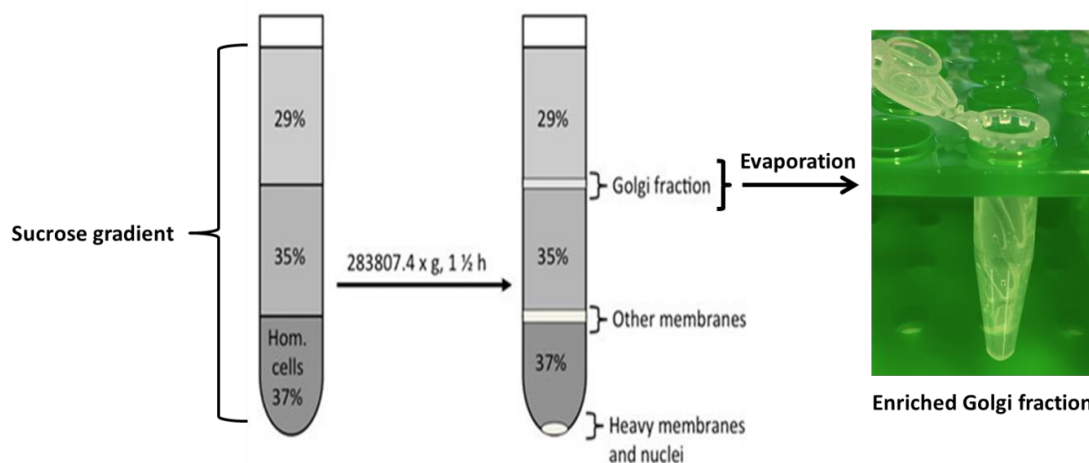 Sucrose gradient
29%
35%
Hom.
cells
37%
283807.4 x g, 1 ½ h
29%
35%
37%
Golgi fraction
Other membranes
Heavy membranes
and nuclei
Evaporation
Enriched Golgi fraction